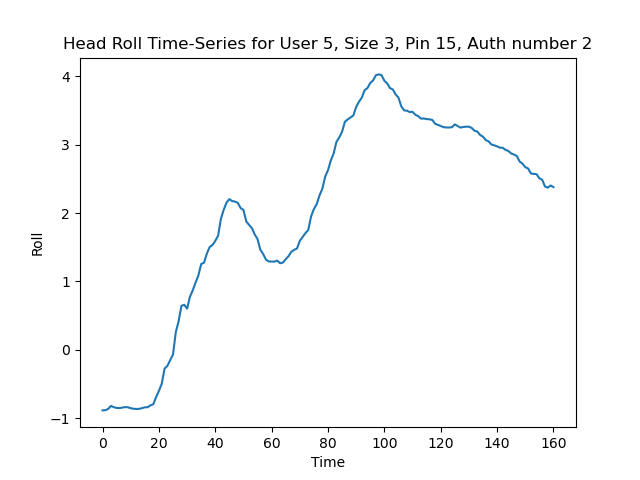 Head Roll Time-Series for User 5, Size 3, Pin 15, Auth number 2
4
3
2
1
0
−1
Roll
0 20 40 60 80 100 120 140 160
Time